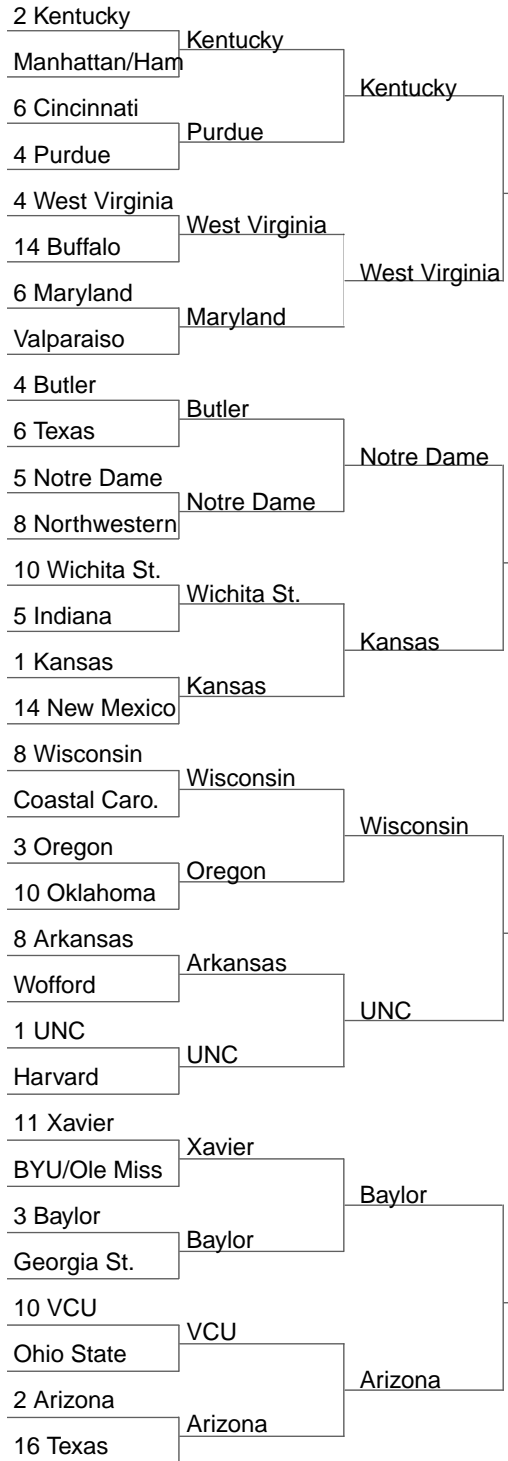 2 Kentucky
Manhattan/Ham
6 Cincinnati
4 Purdue
4 West Virginia
14 Buffalo
6 Maryland
Valparaiso
4 Butler
6 Texas
5 Notre Dame
8 Northwestern
10 Wichita St.
5 Indiana
1 Kansas
14 New Mexico
8 Wisconsin
Coastal Caro.
3 Oregon
10 Oklahoma
8 Arkansas
Wofford
1 UNC
Harvard
11 Xavier
BYU/Ole Miss
3 Baylor
Georgia St.
10 VCU
Ohio State
2 Arizona
16 Texas
Kentucky
Purdue
West Virginia
Maryland
Butler
Notre Dame
Wichita St.
Kansas
Wisconsin
Oregon
Arkansas
UNC
Xavier
Baylor
VCU
Arizona
Kentucky
West Virginia
Notre Dame
Kansas
Wisconsin
UNC
Baylor
Arizona